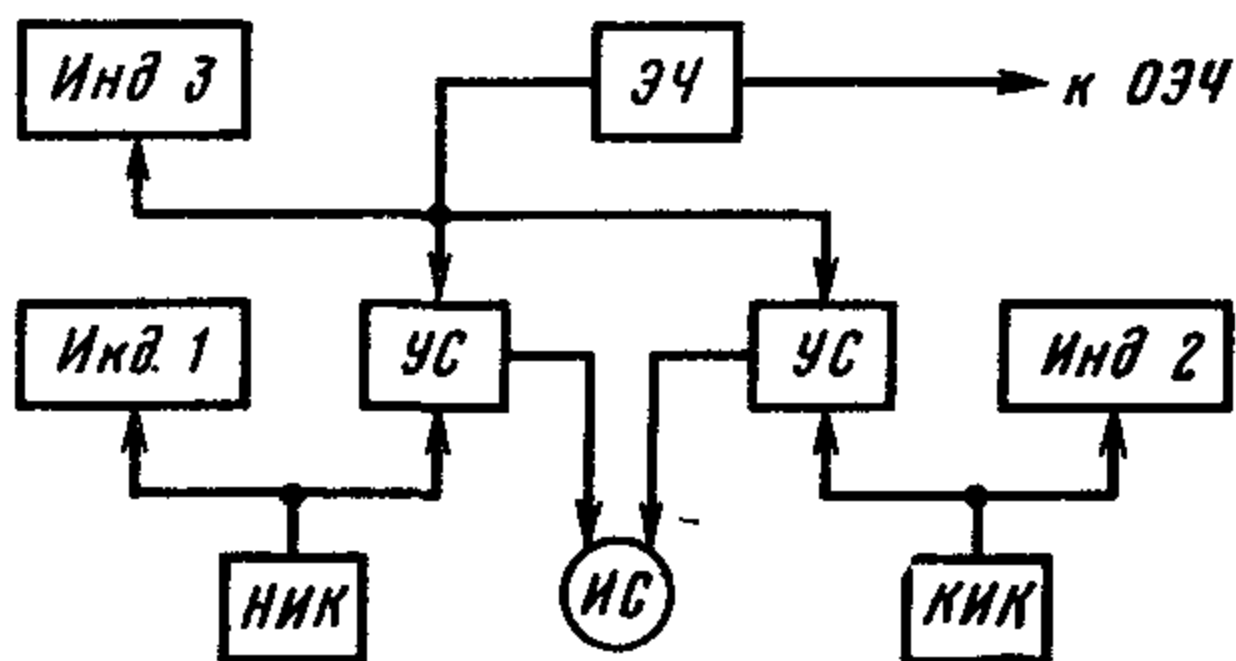 Инд 3
ЭЧ
к ОЭЧ
Инд. 1
УС
УС
Инд 2
НИК
ИС
КИК